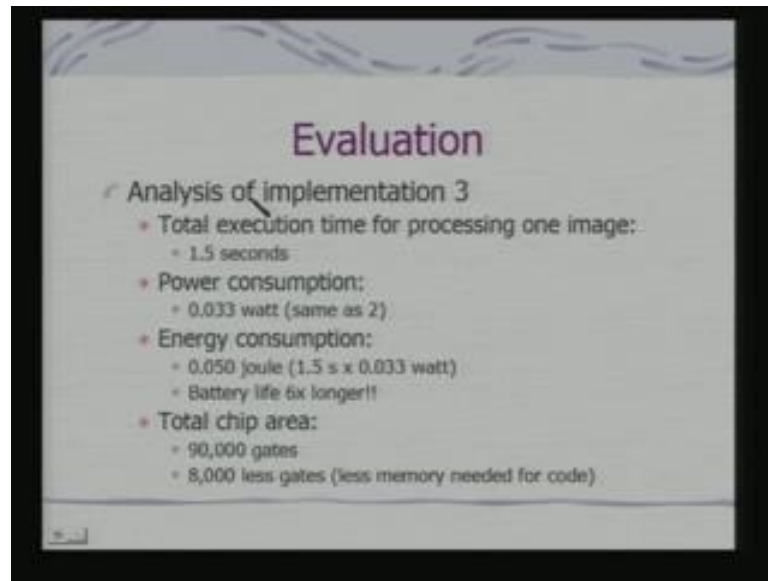 Evaluation
Analysis of implementation 3
Total execution time for processing one image:
1.5 seconds
Power consumption:
0.033 watt (same as 2)
Energy consumption:
0.050 joule (1.5 s x 0.033 watt)
Battery life 6x longer!!
Total chip area:
90,000 gates
8,000 less gates (less memory needed for code)